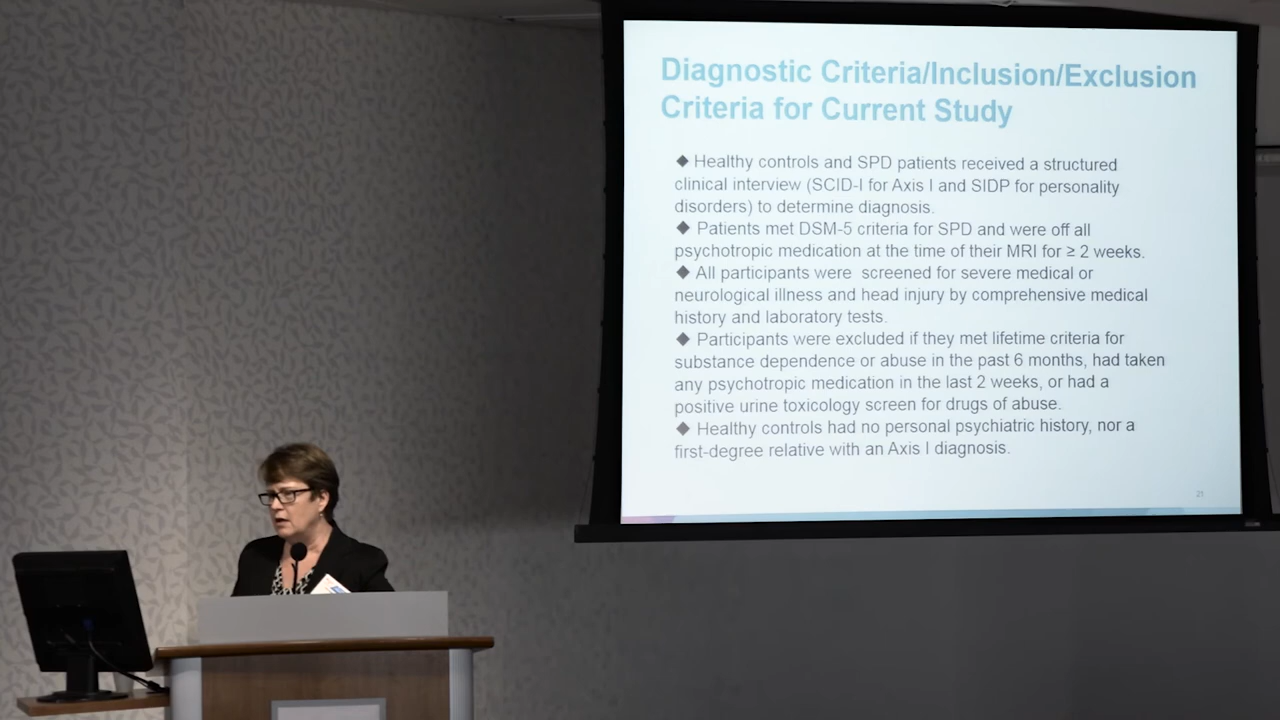 Diagnostic Criteria/Inclusion/Exclusion
Criteria for Current Study
◆ Healthy controls and SPD patients received a structured
clinical interview (SCID-I for Axis I and SIDP for personality
disorders) to determine diagnosis.
◆ Patients met DSM-5 criteria for SPD and were off all
psychotropic medication at the time of their MRI for ≥ 2 weeks.
◆ All participants were screened for severe medical or
neurological illness and head injury by comprehensive medical
history and laboratory tests.
◆ Participants were excluded if they met lifetime criteria for
substance dependence or abuse in the past 6 months, had taken
any psychotropic medication in the last 2 weeks, or had a
positive urine toxicology screen for drugs of abuse.
◆ Healthy controls had no personal psychiatric history, nor a
first-degree relative with an Axis I diagnosis.
21